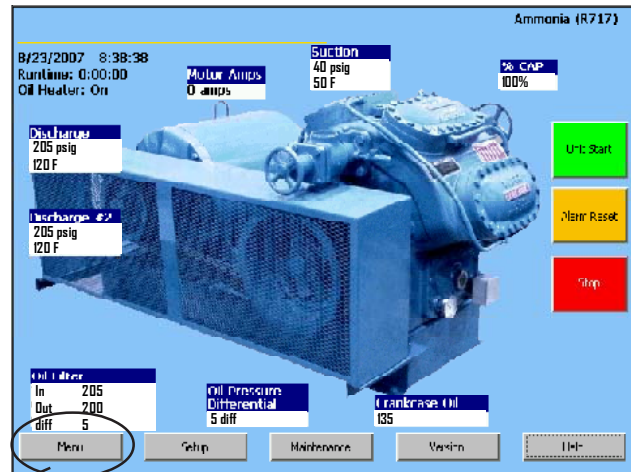 Ammonia (R717)
8/23/2007 8:38:38
Runtime: 0:00:00
Oil Heater: On
Motor Amps
0 amps
Suction
40 psig
50 F
% CAP
100%
Discharge
205 psig
120 F
Discharge #2
205 psig
120 F
Unit Start
Alarm Reset
Stop
Oil Filter
In 205
Out 200
diff 5
Oil Pressure
Differential
5 diff
Crankcase Oil
135
Menu
Setup
Maintenance
Version
Help